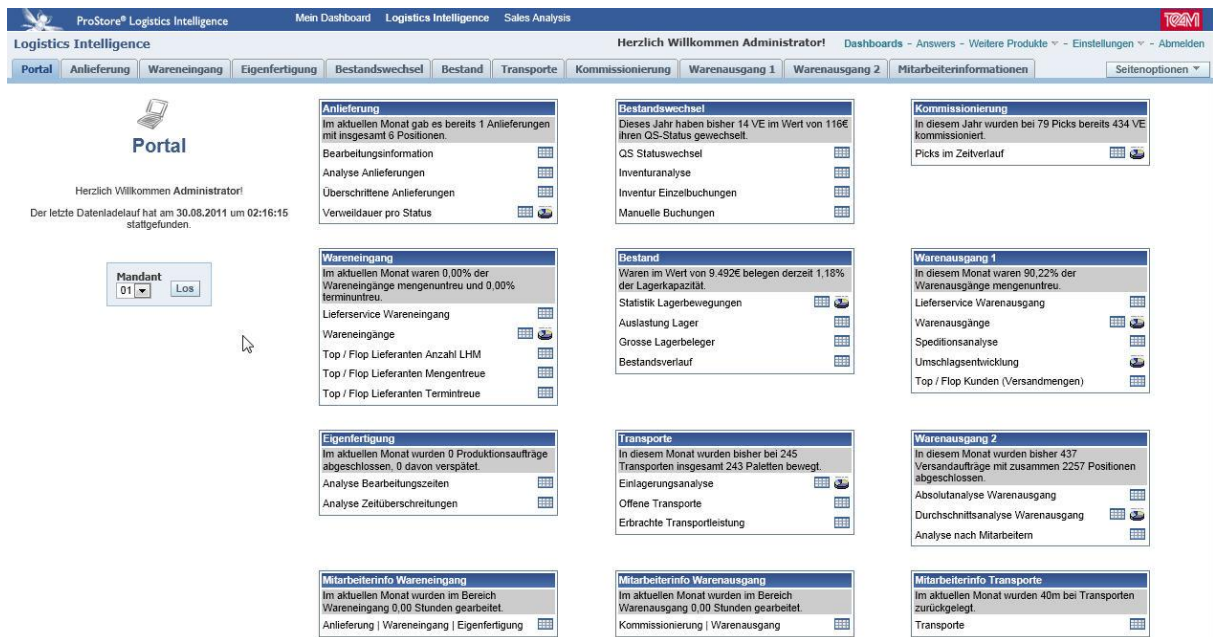 ProStore® Logistics Intelligence
Mein Dashboard Logistics Intelligence Sales Analysis
TEAM
Logistics Intelligence
Herzlich Willkommen Administrator! Dashboards - Answers - Weitere Produkte - Einstellungen - Abmelden
Portal Anlieferung Wareneingang Eigenfertigung Bestandswechsel Bestand Transporte Kommissionierung Warenausgang 1 Warenausgang 2 Mitarbeiterinformationen
Seitenoptionen
Portal
Herzlich Willkommen Administrator!
Der letzte Datenladelauf hat am 30.08.2011 um 02:16:15
stattgefunden.
Mandant
01 Los
Anlieferung
Im aktuellen Monat gab es bereits 1 Anlieferungen
mit insgesamt 6 Positionen.
Bearbeitungsinformation
Analyse Anlieferungen
Überschrittene Anlieferungen
Verweildauer pro Status
Bestandswechsel
Dieses Jahr haben bisher 14 VE im Wert von 116€
ihren QS-Status gewechselt.
QS Statuswechsel
Inventuranalyse
Inventur Einzelbuchungen
Manuelle Buchungen
Kommissionierung
In diesem Jahr wurden bei 79 Picks bereits 434 VE
kommissioniert.
Picks im Zeitverlauf
Wareneingang
Im aktuellen Monat waren 0,00% der
Wareneingänge mengenuntreu und 0,00%
terminuntreu.
Lieferservice Wareneingang
Wareneingänge
Top / Flop Lieferanten Anzahl LHM
Top / Flop Lieferanten Mengentreue
Top / Flop Lieferanten Termintreue
Bestand
Waren im Wert von 9.492€ belegen derzeit 1,18%
der Lagerkapazität.
Statistik Lagerbewegungen
Auslastung Lager
Grosse Lagerbeleger
Bestandsverlauf
Warenausgang 1
In diesem Monat waren 90,22% der
Warenausgänge mengenuntreu.
Lieferservice Warenausgang
Warenausgänge
Speditionsanalyse
Umschlagsentwicklung
Top / Flop Kunden (Versandmengen)
Eigenfertigung
Im aktuellen Monat wurden 0 Produktionsaufträge
abgeschlossen, 0 davon verspätet.
Analyse Bearbeitungszeiten
Analyse Zeitüberschreitungen
Transporte
In diesem Monat wurden bisher bei 245
Transporten insgesamt 243 Paletten bewegt.
Einlagerungsanalyse
Offene Transporte
Erbrachte Transportleistung
Warenausgang 2
In diesem Monat wurden bisher 437
Versandaufträge mit zusammen 2257 Positionen
abgeschlossen.
Absolutanalyse Warenausgang
Durchschnittsanalyse Warenausgang
Analyse nach Mitarbeitern
Mitarbeiterinfo Wareneingang
Im aktuellen Monat wurden im Bereich
Wareneingang 0,00 Stunden gearbeitet.
Anlieferung | Wareneingang | Eigenfertigung
Mitarbeiterinfo Warenausgang
Im aktuellen Monat wurden im Bereich
Warenausgang 0,00 Stunden gearbeitet.
Kommissionierung | Warenausgang
Mitarbeiterinfo Transporte
Im aktuellen Monat wurden 40m bei Transporten
zurückgelegt.
Transporte